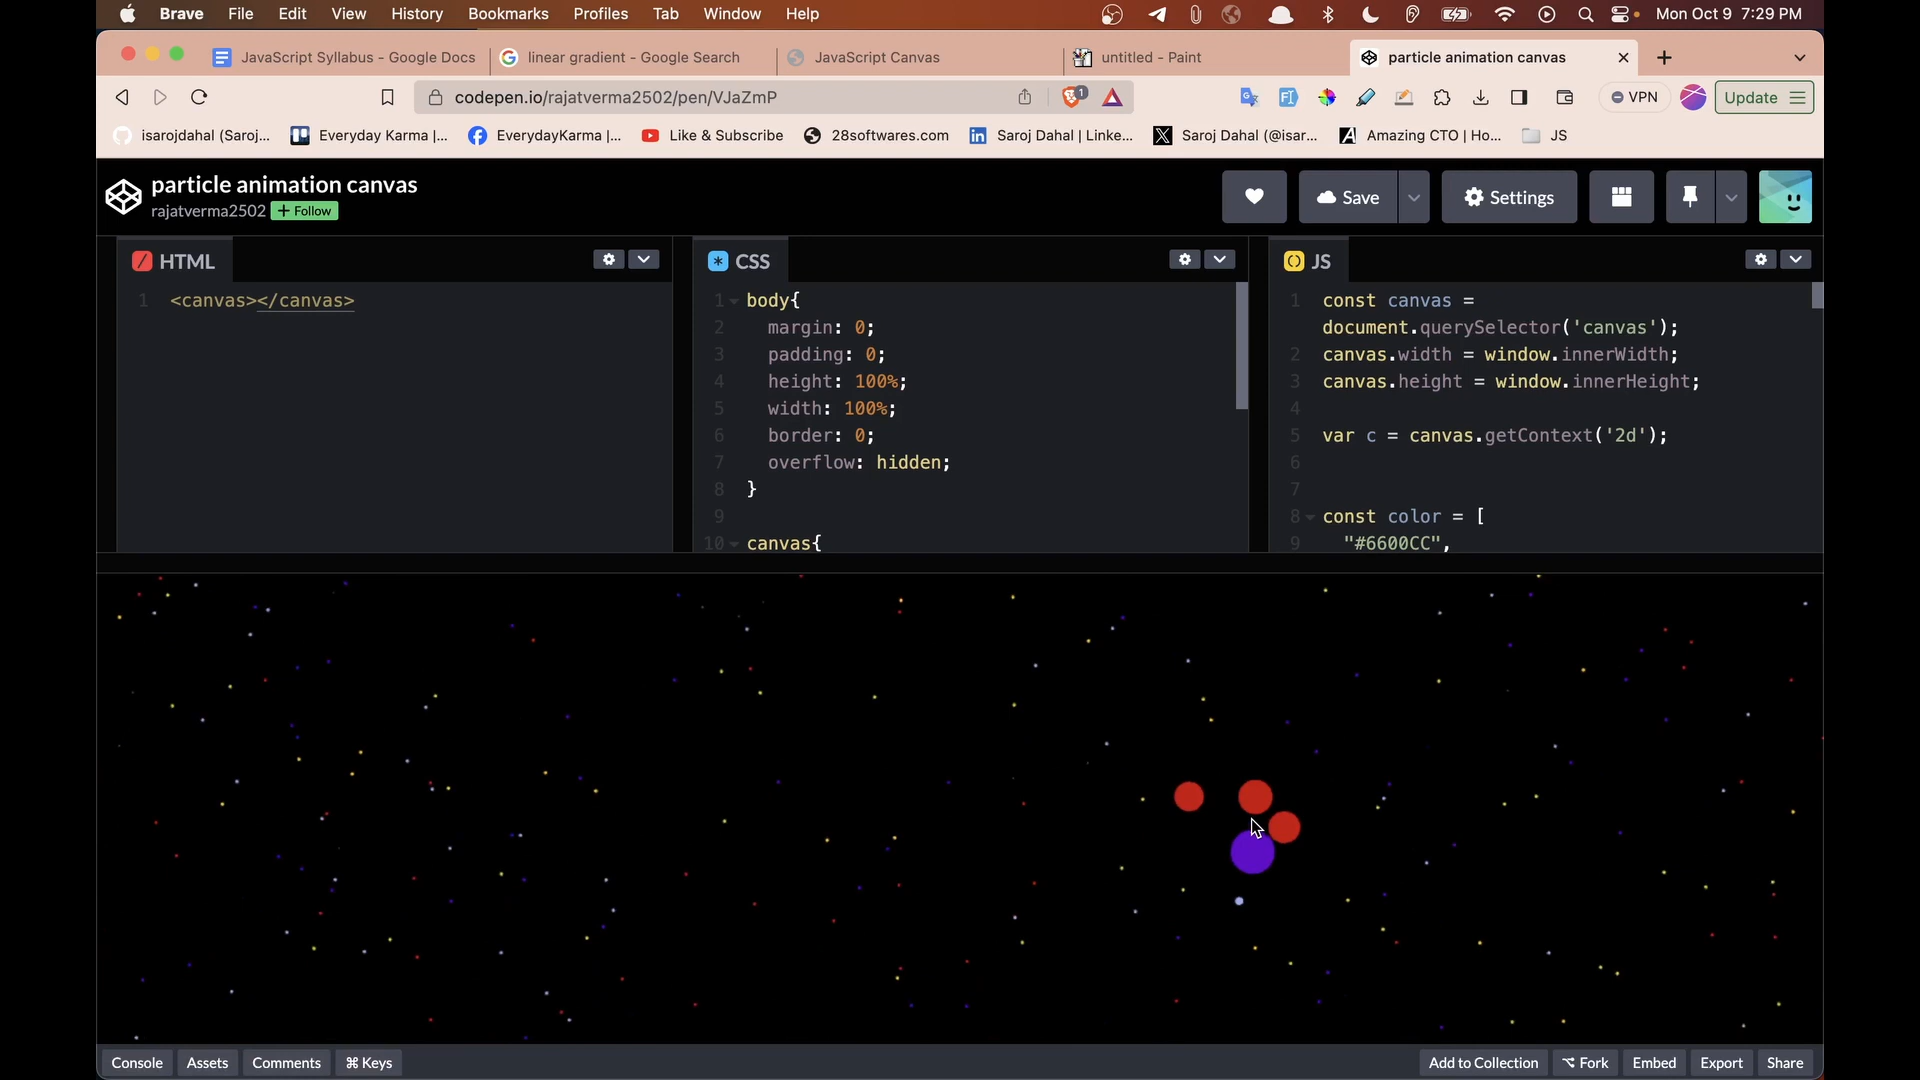 Brave File Edit View History Bookmarks Profiles Tab Window Help Mon Oct 9 7:29 PM
JavaScript Syllabus - Google Docs linear gradient - Google Search JavaScript Canvas untitled - Paint particle animation canvas
codepen.io/rajatverma2502/pen/VJaZmP 1 VPN Update
isarojdahal (Saroj... Everyday Karma |... EverydayKarma |... Like & Subscribe 28softwares.com Saroj Dahal | Linke... Saroj Dahal (@isar... Amazing CTO | Ho... JS
particle animation canvas
rajatverma2502 + Follow
Save Settings
HTML
1 <canvas></canvas>
CSS
1 body{
2 margin: 0;
3 padding: 0;
4 height: 100%;
5 width: 100%;
6 border: 0;
7 overflow: hidden;
8 }
9
10 canvas{
JS
1 const canvas =
document.querySelector('canvas');
2 canvas.width = window.innerWidth;
3 canvas.height = window.innerHeight;
4
5 var c = canvas.getContext('2d');
6
7
8 const color = [
9 "#6600CC",
Console Assets Comments ⌘ Keys Add to Collection ⌥ Fork Embed Export Share